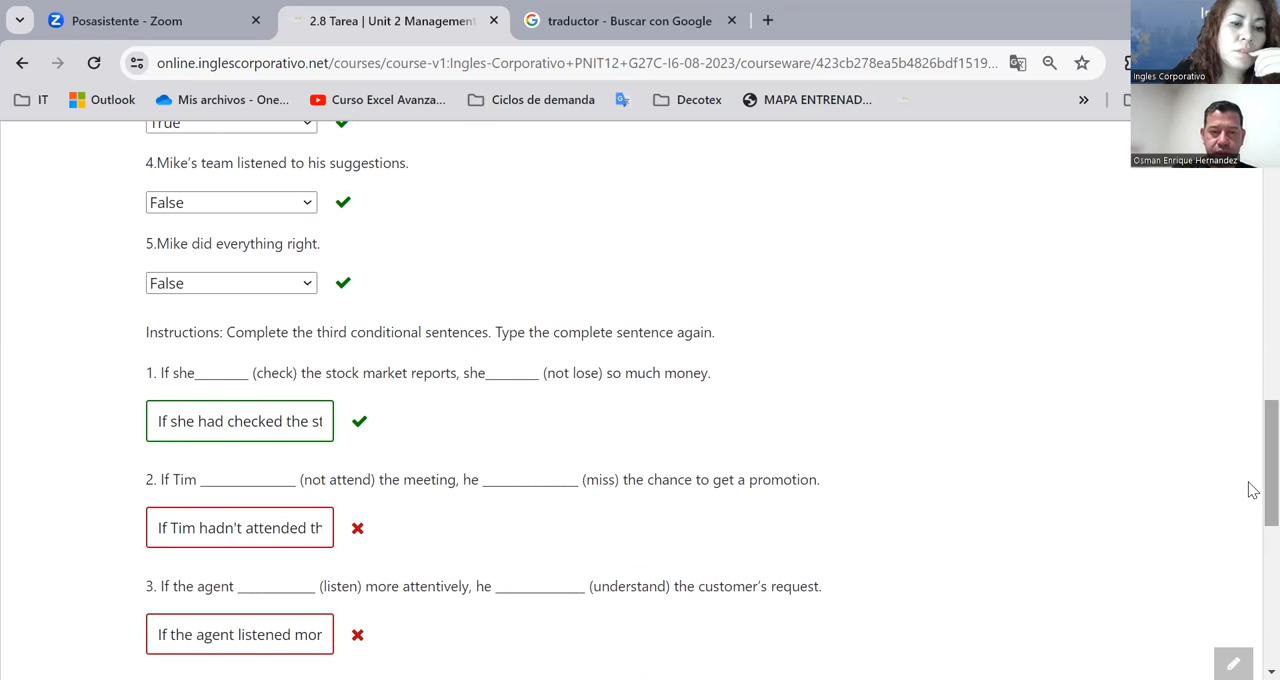 Posasistente - Zoom
2.8 Tarea | Unit 2 Management
traductor - Buscar con Google
online.inglescorporativo.net/courses/course-v1:Ingles-Corporativo+PNIT12+G27C-I6-08-2023/courseware/423cb278ea5b4826bdf1519...
IT
Outlook
Mis archivos - One...
Curso Excel Avanza...
Ciclos de demanda
Decotex
MAPA ENTRENAD...
»
Ingles Corporativo
Osman Enrique Hernandez
True
4.Mike's team listened to his suggestions.
False
5.Mike did everything right.
False
Instructions: Complete the third conditional sentences. Type the complete sentence again.
1. If she_______ (check) the stock market reports, she_______ (not lose) so much money.
If she had checked the st
2. If Tim _____________ (not attend) the meeting, he _____________ (miss) the chance to get a promotion.
If Tim hadn't attended th
3. If the agent __________ (listen) more attentively, he ____________ (understand) the customer's request.
If the agent listened mor